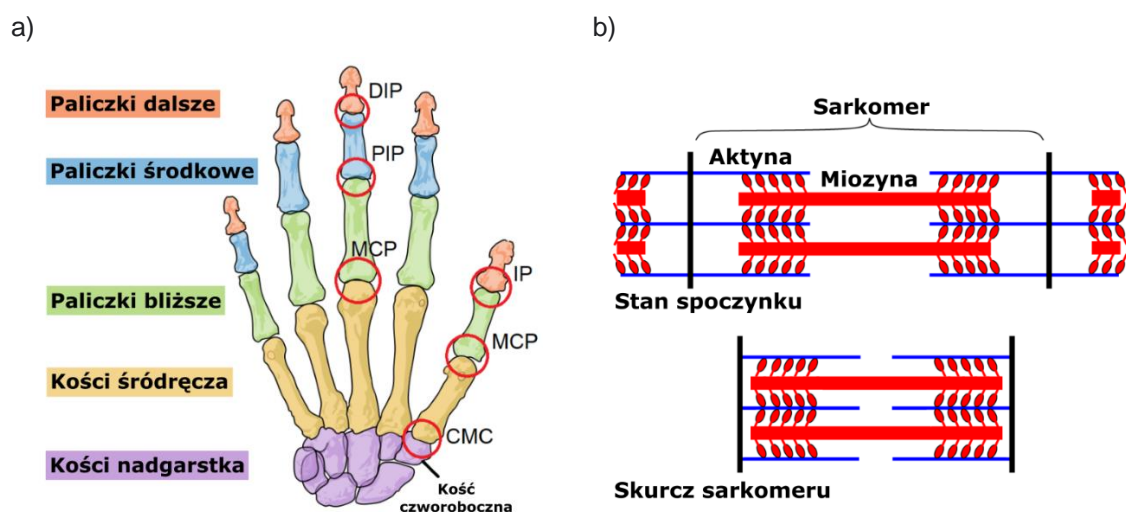 a)
b)
Paliczki dalsze
DIP
Paliczki środkowe
PIP
MCP
IP
Paliczki bliższe
MCP
Kości śródręcza
CMC
Kości nadgarstka
Kość
czworoboczna
Sarkomer
Aktyna
Miozyna
Stan spoczynku
Skurcz sarkomeru